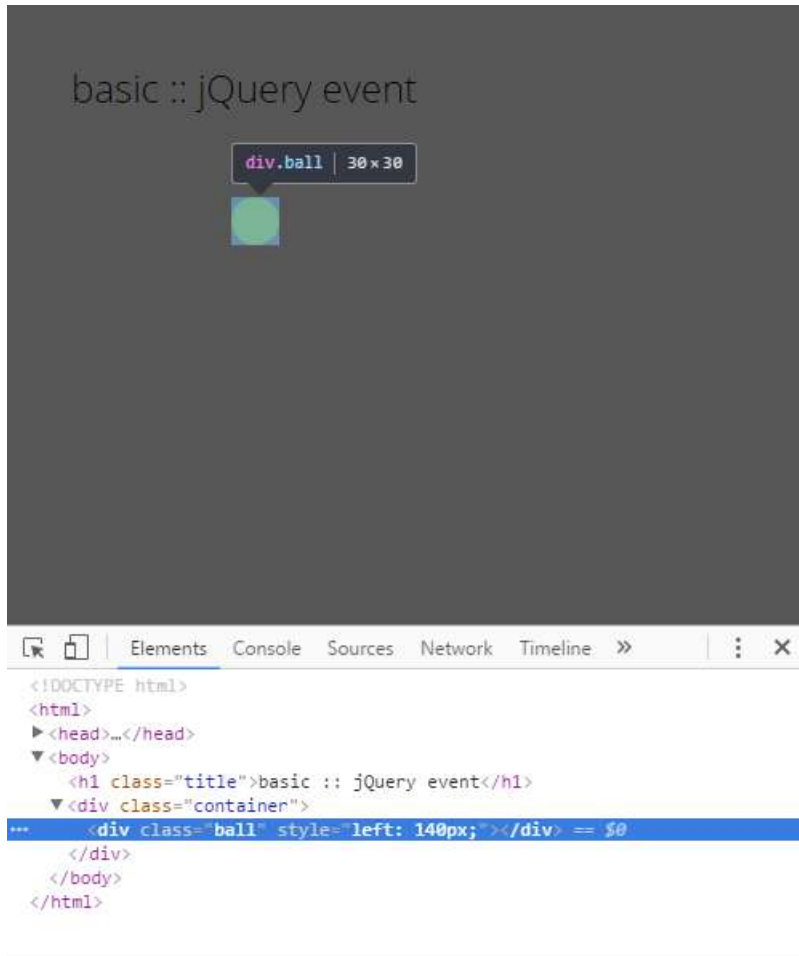 basic :: jQuery event
div.ball | 30×30
Elements Console Sources Network Timeline »
<!DOCTYPE html>
<html>
▶<head>…</head>
▼<body>
<h1 class="title">basic :: jQuery event</h1>
▼<div class="container">
<div class="ball" style="left: 140px;"></div> == $0
</div>
</body>
</html>